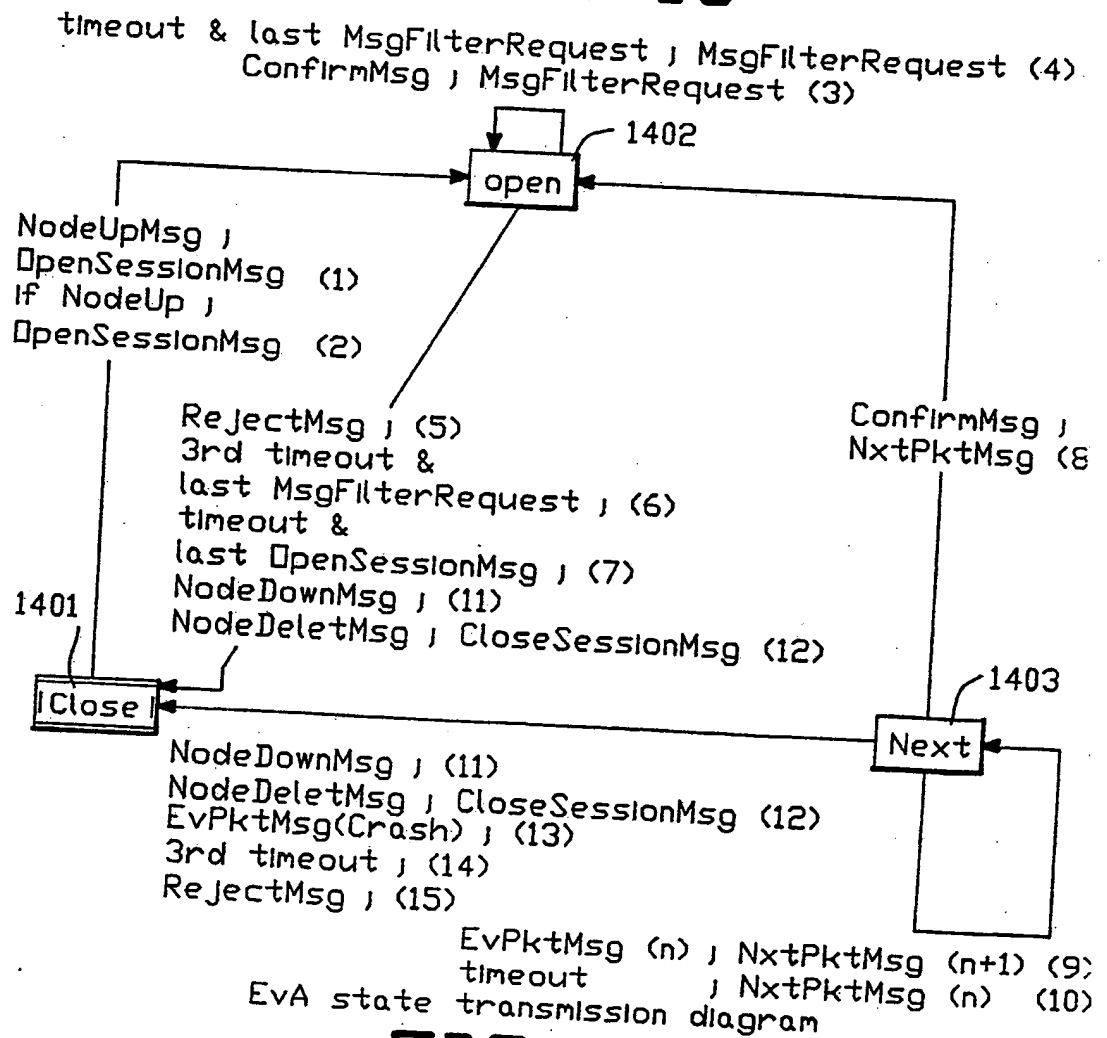 timeout & last MsgFilterRequest ; MsgFilterRequest (4)
ConfirmMsg ; MsgFilterRequest (3)
1402
open
NodeUpMsg ;
OpenSessionMsg (1)
If NodeUp ;
OpenSessionMsg (2)
RejectMsg ; (5)
3rd timeout &
last MsgFilterRequest ; (6)
timeout &
last OpenSessionMsg ; (7)
NodeDownMsg ; (11)
NodeDeletMsg ; CloseSessionMsg (12)
ConfirmMsg ;
NxtPktMsg (8
1401
Close
1403
Next
NodeDownMsg ; (11)
NodeDeletMsg ; CloseSessionMsg (12)
EvPktMsg(Crash) ; (13)
3rd timeout ; (14)
RejectMsg ; (15)
EvPktMsg (n) ; NxtPktMsg (n+1) (9)
timeout ; NxtPktMsg (n) (10)
EvA state transmission diagram